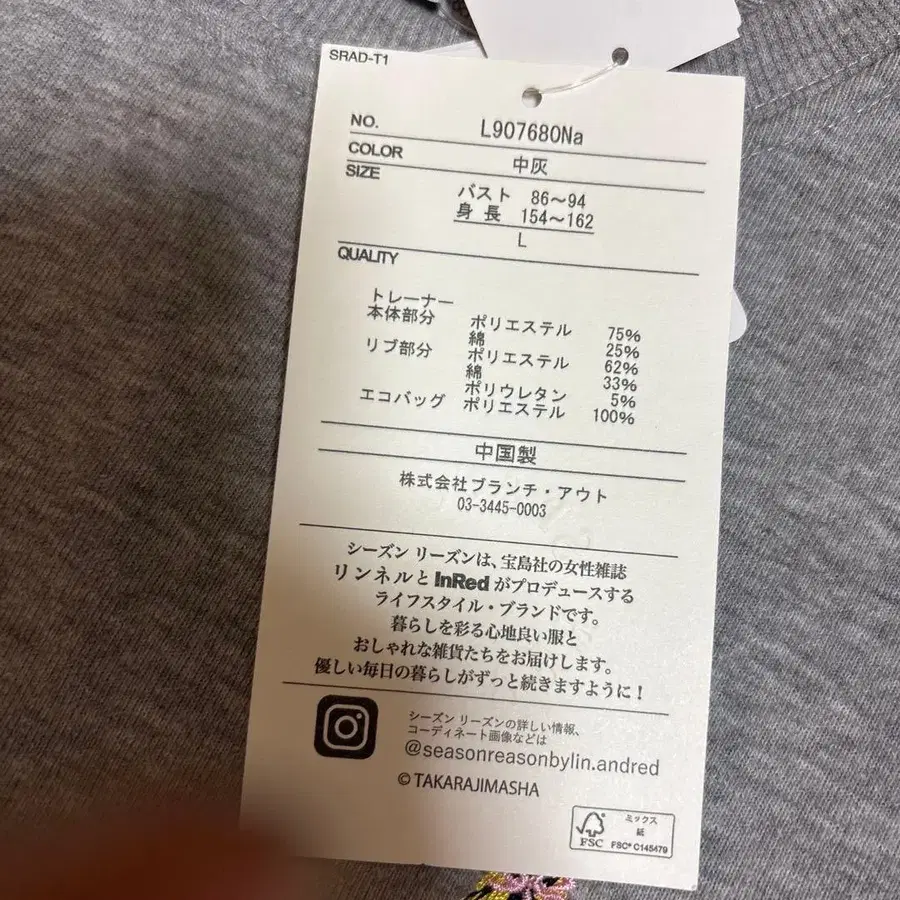 SRAD-T1
NO. L907680Na
COLOR 中灰
SIZE
バスト 86～94
身長 154～162
L
QUALITY
トレーナー
本体部分 ポリエステル 75%
綿 25%
リブ部分 ポリエステル 62%
綿 33%
ポリウレタン 5%
エコバッグ ポリエステル 100%
中国製
株式会社ブランチ・アウト
03-3445-0003
シーズン リーズンは、宝島社の女性雑誌
リンネルと InRed がプロデュースする
ライフスタイル・ブランドです。
暮らしを彩る心地良い服と
おしゃれな雑貨たちをお届けします。
優しい毎日の暮らしがずっと続きますように!
シーズン リーズンの詳しい情報、
コーディネート画像などは
@seasonreasonbylin.andred
© TAKARAJIMASHA
ミックス
紙
FSC
FSC® C145479